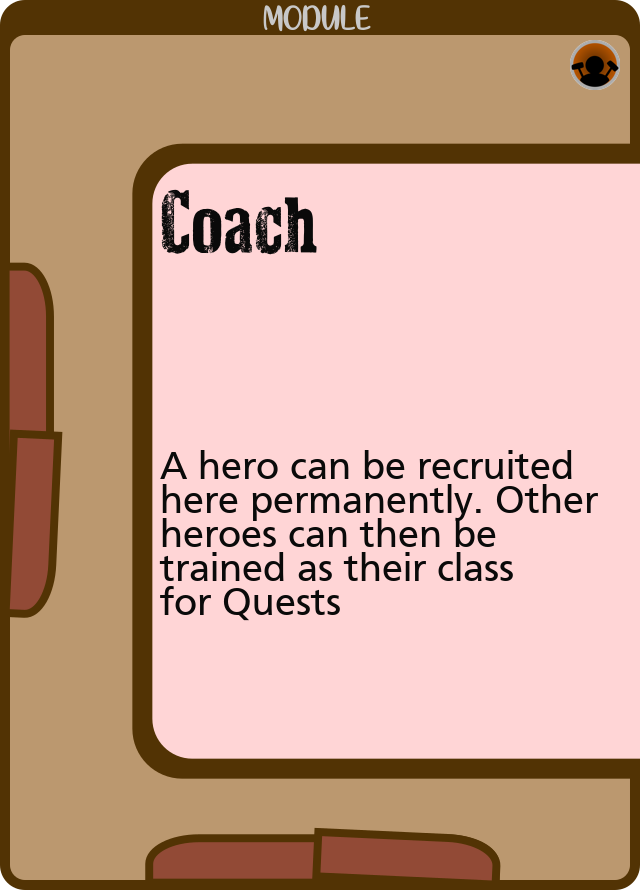 MODULE
Coach
A hero can be recruited
here permanently. Other
heroes can then be
trained as their class
for Quests